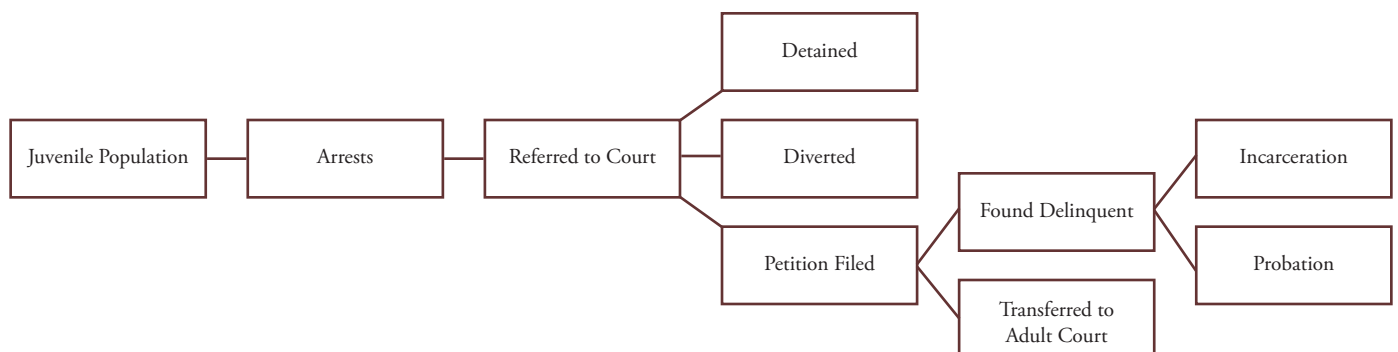 Juvenile Population
Arrests
Referred to Court
Detained
Diverted
Petition Filed
Found Delinquent
Transferred to
Adult Court
Incarceration
Probation